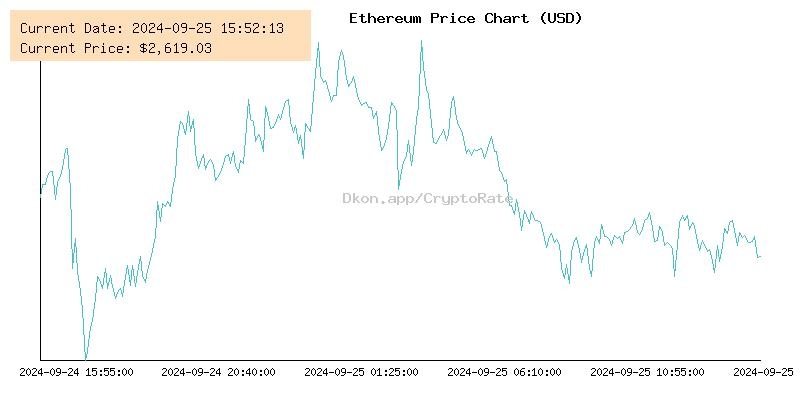 Ethereum Price Chart (USD)
Current Date: 2024-09-25 15:52:13
Current Price: $2,619.03
Dkon.app/CryptoRate
2024-09-24 15:55:00
2024-09-24 20:40:00
2024-09-25 01:25:00
2024-09-25 06:10:00
2024-09-25 10:55:00
2024-09-25